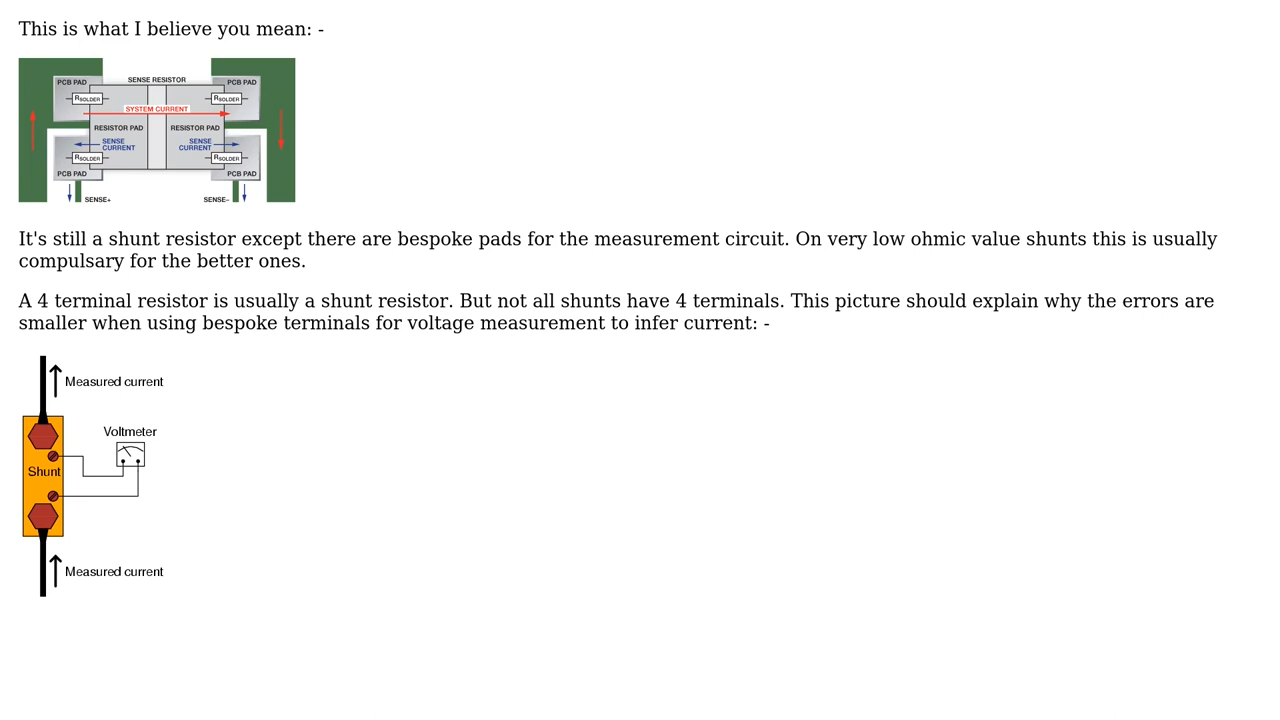 This is what I believe you mean: -
SENSE RESISTOR
PCB PAD
PCB PAD
RSOLDER
RSOLDER
SYSTEM CURRENT
RESISTOR PAD
RESISTOR PAD
SENSE
CURRENT
SENSE
CURRENT
RSOLDER
RSOLDER
PCB PAD
PCB PAD
SENSE+
SENSE−
It's still a shunt resistor except there are bespoke pads for the measurement circuit. On very low ohmic value shunts this is usually
compulsary for the better ones.
A 4 terminal resistor is usually a shunt resistor. But not all shunts have 4 terminals. This picture should explain why the errors are
smaller when using bespoke terminals for voltage measurement to infer current: -
Measured current
Voltmeter
Shunt
Measured current